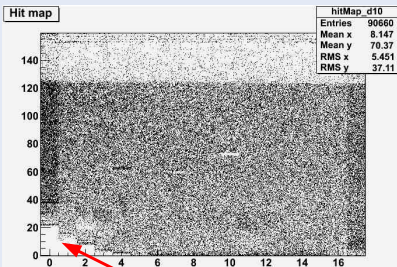 Hit map
hitMap_d10
Entries 90660
Mean x 8.147
Mean y 70.37
RMS x 5.451
RMS y 37.11
140
120
100
80
60
40
20
0
0 2 4 6 8 10 12 14 16